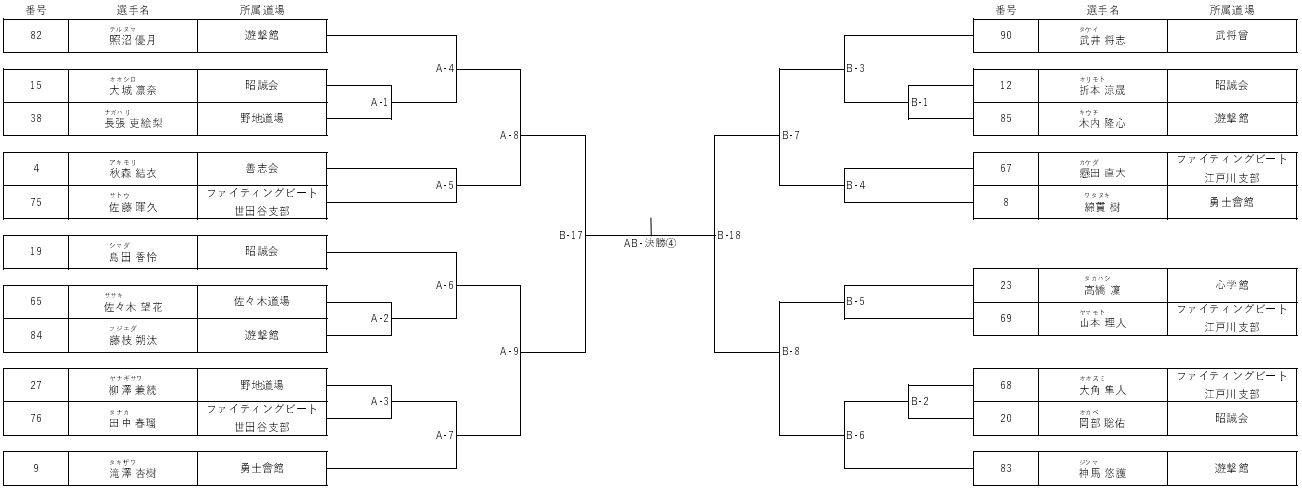 番号 選手名 所属道場
82 テルヌマ 照沼 優月 遊撃館
15 オオシロ 大城 凛奈 昭誠会
38 ナガハリ 長張 吏絵梨 野地道場
4 アキモリ 秋森 結衣 善志会
75 サトウ 佐藤 暉久 ファイティングビート
世田谷支部
19 シマダ 島田 香怜 昭誠会
65 ササキ 佐々木 望花 佐々木道場
84 フジエダ 藤枝 朔汰 遊撃館
27 ヤナギサワ 柳澤 兼続 野地道場
76 タナカ 田中 春瑠 ファイティングビート
世田谷支部
9 タキザワ 滝澤 杏樹 勇士會館
A-4
A-1
A-8
A-5
B-17
A-6
A-2
A-9
A-3
A-7
AB-決勝④
B-3
B-1
B-7
B-4
B-18
B-5
B-8
B-2
B-6
番号 選手名 所属道場
90 タケイ 武井 将志 武将曾
12 オリモト 折本 涼晟 昭誠会
85 キウチ 木内 隆心 遊撃館
67 カケダ 懸田 直大 ファイティングビート
江戸川支部
8 ワタヌキ 綿貫 樹 勇士會館
23 タカハシ 高橋 凜 心学館
69 ヤマモト 山本 理人 ファイティングビート
江戸川支部
68 オオスミ 大角 隼人 ファイティングビート
江戸川支部
20 オカベ 岡部 聡佑 昭誠会
83 ジンマ 神馬 悠護 遊撃館